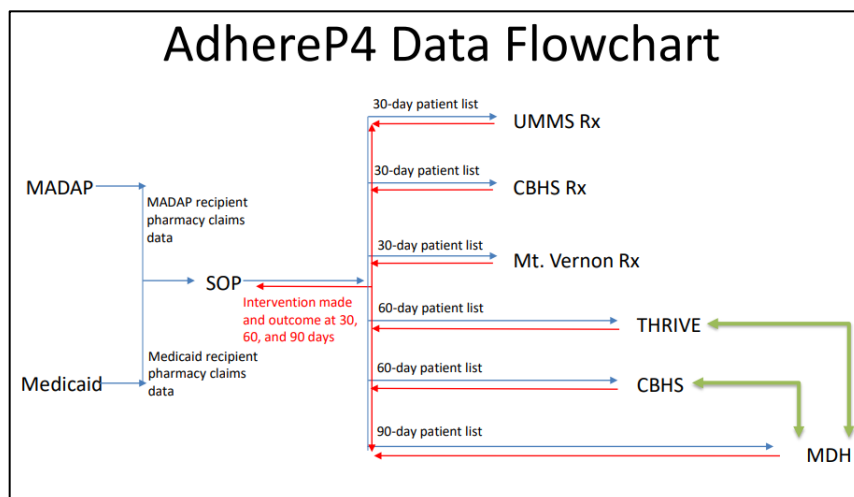 AdhereP4 Data Flowchart
30-day patient list
UMMS Rx
30-day patient list
CBHS Rx
MADAP
MADAP recipient
pharmacy claims
data
30-day patient list
Mt. Vernon Rx
SOP
Intervention made
and outcome at 30,
60, and 90 days
60-day patient list
THRIVE
Medicaid recipient
pharmacy claims
data
Medicaid
60-day patient list
CBHS
90-day patient list
MDH